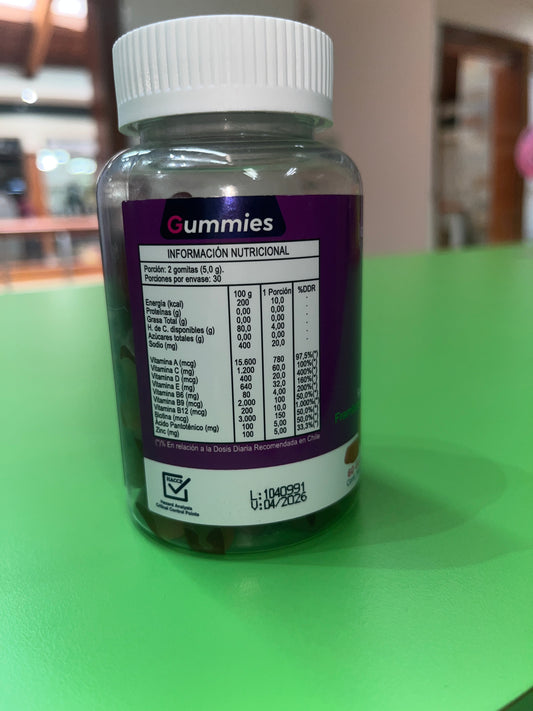 Gummies
INFORMACIÓN NUTRICIONAL
Porción: 2 gomitas (5,0 g).
Porciones por envase: 30
100 g 1 Porción %DDR
Energía (kcal) 200 10,0 .
Proteínas (g) 0,00 0,00 .
Grasa Total (g) 0,00 0,00 .
H. de C. disponibles (g) 80,0 4,00 .
Azúcares totales (g) 0,00 0,00 .
Sodio (mg) 400 20,0 .
Vitamina A (mcg) 15.600 780 97,5%(*)
Vitamina C (mg) 1.200 60,0 100%(*)
Vitamina D (mcg) 400 20,0 400%(*)
Vitamina E (mg) 640 32,0 160%(*)
Vitamina B6 (mg) 80 4,00 200%(*)
Vitamina B9 (mcg) 2.000 100 50,0%(*)
Vitamina B12 (mcg) 200 10,0 1.000%(*)
Biotina (mcg) 3.000 150 50,0%(*)
Ácido Pantoténico (mg) 100 5,00 50,0%(*)
Zinc (mg) 100 5,00 33,3%(*)
(*)% En relación a la Dosis Diaria Recomendada en Chile
HACCP
Hazard Analysis
Critical Control Points
L:1040991
V:04/2026